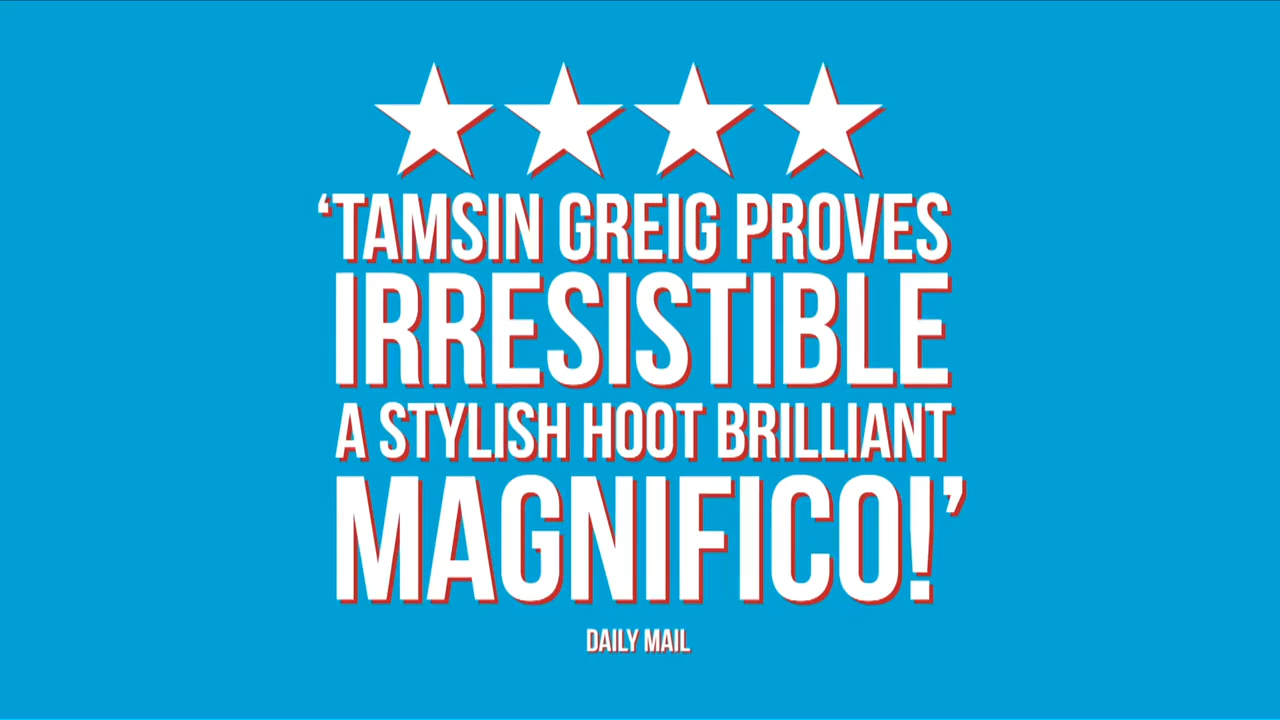 ‘TAMSIN GREIG PROVES
IRRESISTIBLE
A STYLISH HOOT BRILLIANT
MAGNIFICO!’
DAILY MAIL